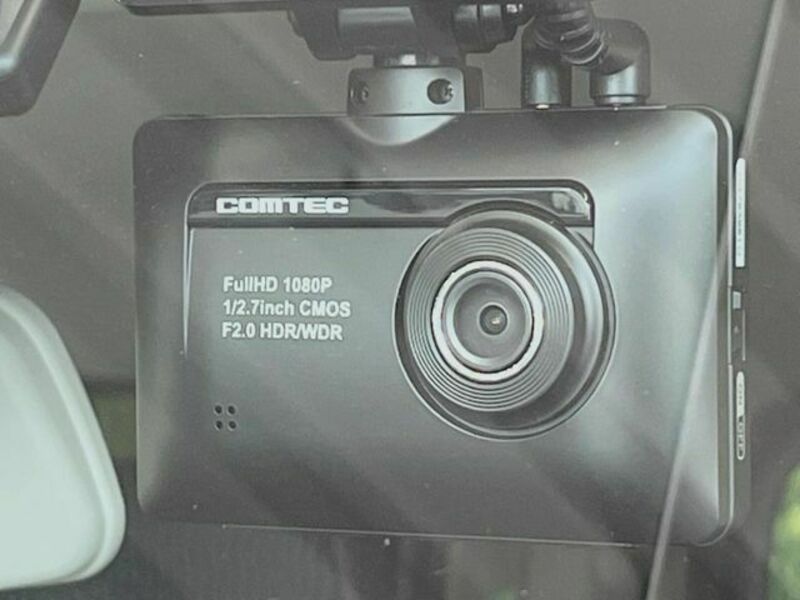 COMTEC
FullHD 1080P
1/2.7inch CMOS
F2.0 HDR/WDR